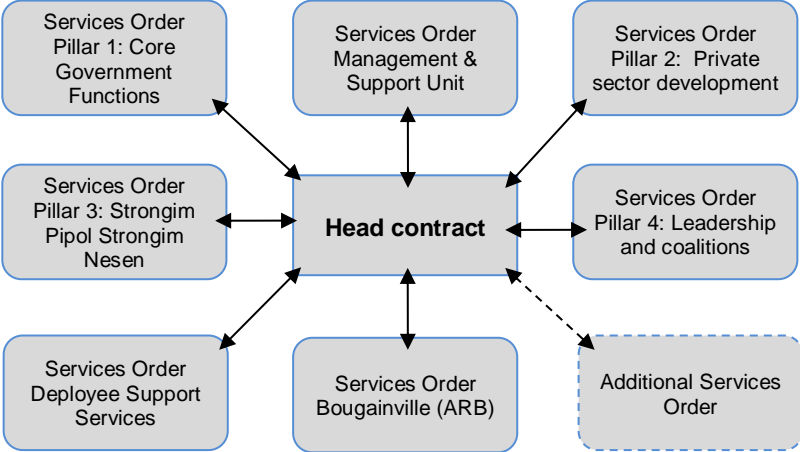 Services Order
Pillar 1: Core
Government
Functions
Services Order
Management &
Support Unit
Services Order
Pillar 2: Private
sector development
Services Order
Pillar 3: Strongim
Pipol Strongim
Nesen
Head contract
Services Order
Pillar 4: Leadership
and coalitions
Services Order
Deployee Support
Services
Services Order
Bougainville (ARB)
Additional Services
Order